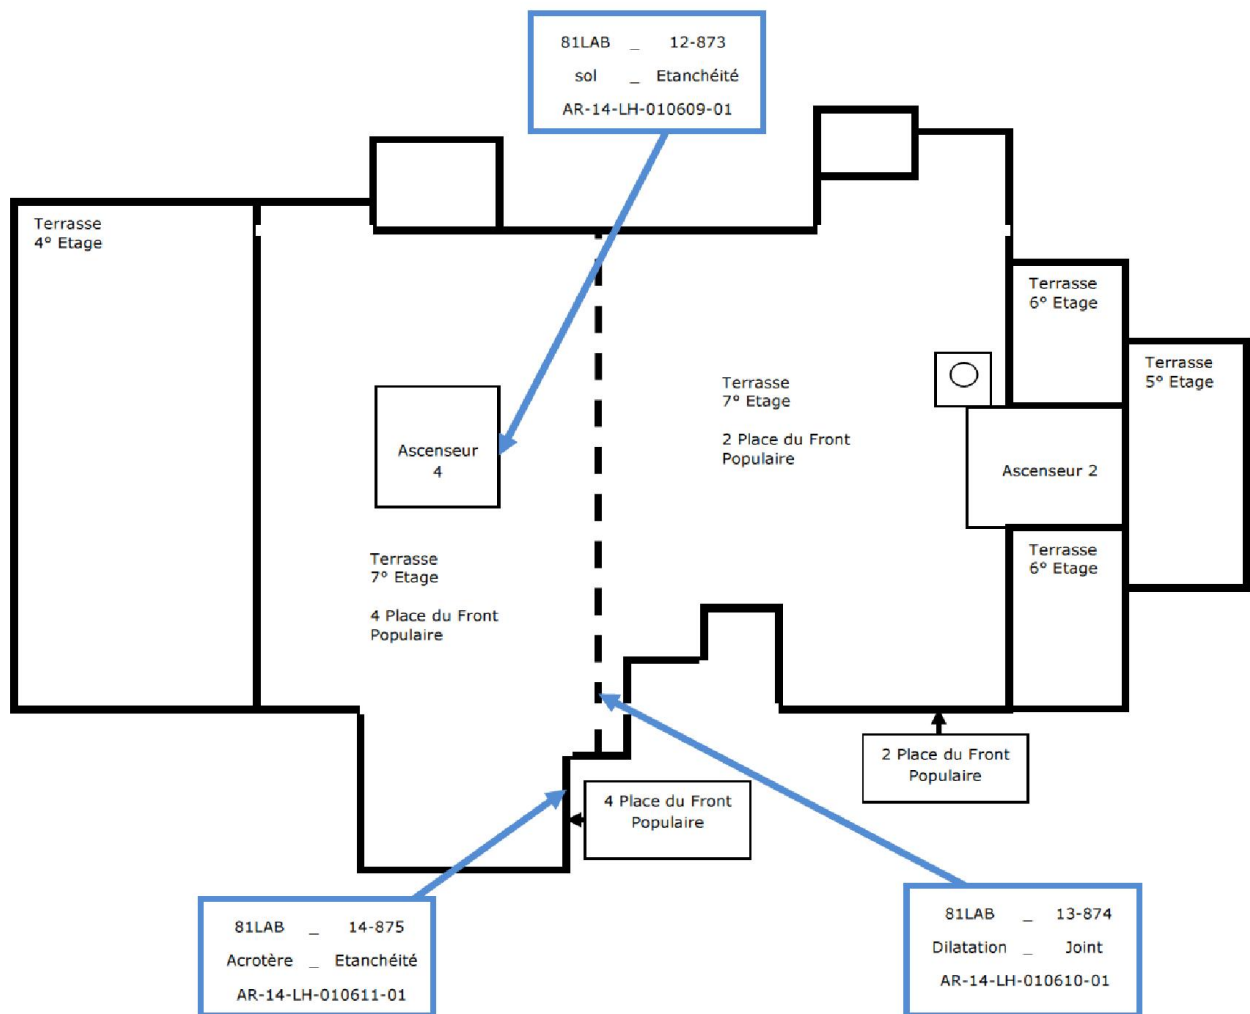 81LAB _ 12-873
sol _ Etanchéité
AR-14-LH-010609-01
Terrasse
4° Etage
Terrasse
6° Etage
Terrasse
5° Etage
Terrasse
7° Etage
2 Place du Front
Populaire
Ascenseur
4
Ascenseur 2
Terrasse
7° Etage
4 Place du Front
Populaire
Terrasse
6° Etage
2 Place du Front
Populaire
4 Place du Front
Populaire
81LAB _ 14-875
Acrotère _ Etanchéité
AR-14-LH-010611-01
81LAB _ 13-874
Dilatation _ Joint
AR-14-LH-010610-01